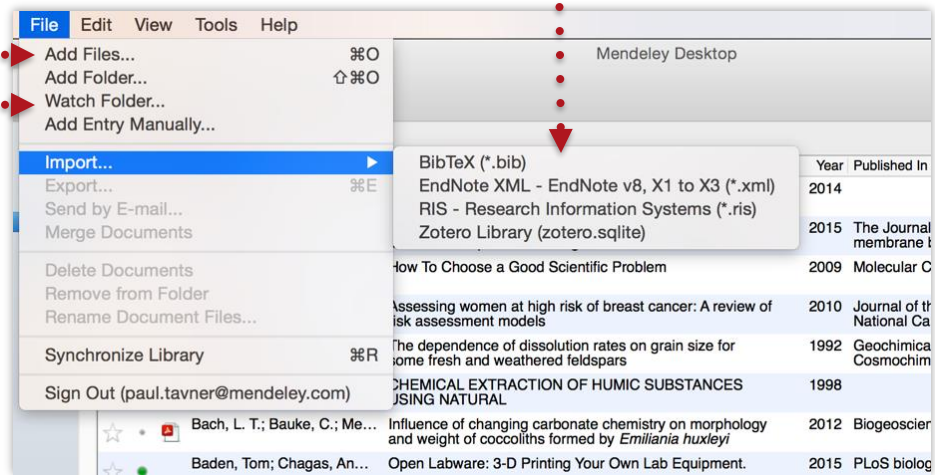 File Edit View Tools Help
Mendeley Desktop
Add Files... ⌘O
Add Folder... ⇧⌘O
Watch Folder...
Add Entry Manually...
Import...
Export... ⌘E
Send by E-mail...
Merge Documents
Delete Documents
Remove from Folder
Rename Document Files...
Synchronize Library ⌘R
Sign Out (paul.tavner@mendeley.com)
BibTeX (*.bib)
EndNote XML - EndNote v8, X1 to X3 (*.xml)
RIS - Research Information Systems (*.ris)
Zotero Library (zotero.sqlite)
Year Published In
2014
2015 The Journal
membrane
How To Choose a Good Scientific Problem 2009 Molecular C
Assessing women at high risk of breast cancer: A review of 2010 Journal of th
risk assessment models National Ca
The dependence of dissolution rates on grain size for 1992 Geochimica
some fresh and weathered feldspars Cosmochim
CHEMICAL EXTRACTION OF HUMIC SUBSTANCES 1998
USING NATURAL
Bach, L. T.; Bauke, C.; Me... Influence of changing carbonate chemistry on morphology 2012 Biogeoscien
and weight of coccoliths formed by Emiliania huxleyi
Baden, Tom; Chagas, An... Open Labware: 3-D Printing Your Own Lab Equipment. 2015 PLoS biolog